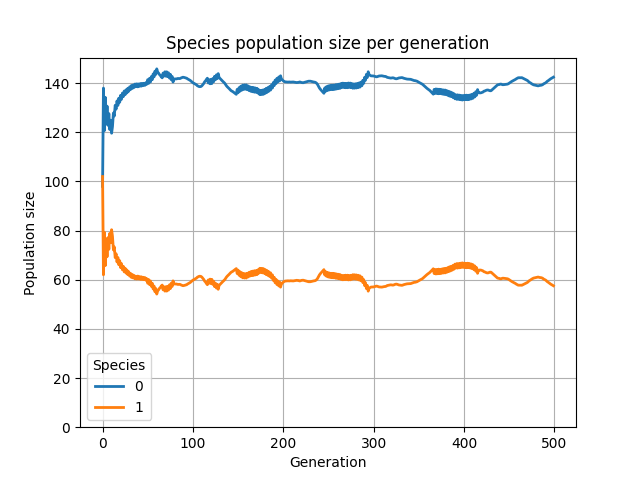 Species population size per generation
Population size
140
120
100
80
60
40
20
0
Species
0
1
0 100 200 300 400 500
Generation